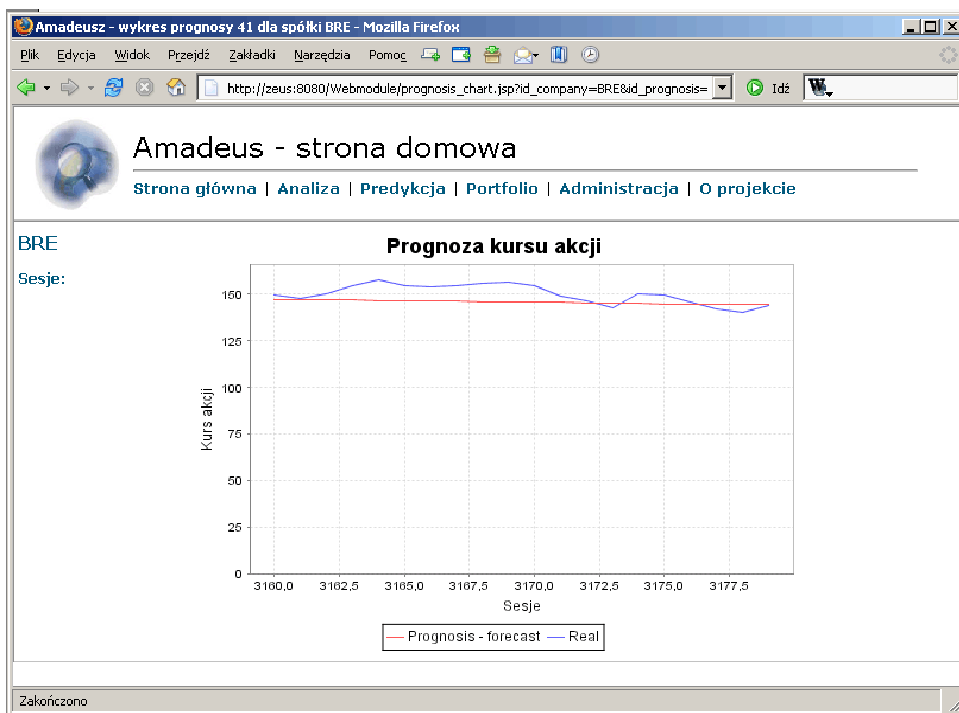 Amadeusz - wykres prognosy 41 dla spółki BRE - Mozilla Firefox
Plik Edycja Widok Przejdź Zakładki Narzędzia Pomoc
http://zeus:8080/Webmodule/prognosis_chart.jsp?id_company=BRE&id_prognosis= Idź W.
Amadeus - strona domowa
Strona główna | Analiza | Predykcja | Portfolio | Administracja | O projekcie
BRE
Sesje:
Prognoza kursu akcji
150
125
100
75
50
25
0
Kurs akcji
3160,0 3162,5 3165,0 3167,5 3170,0 3172,5 3175,0 3177,5
Sesje
Prognosis - forecast Real
Zakończono